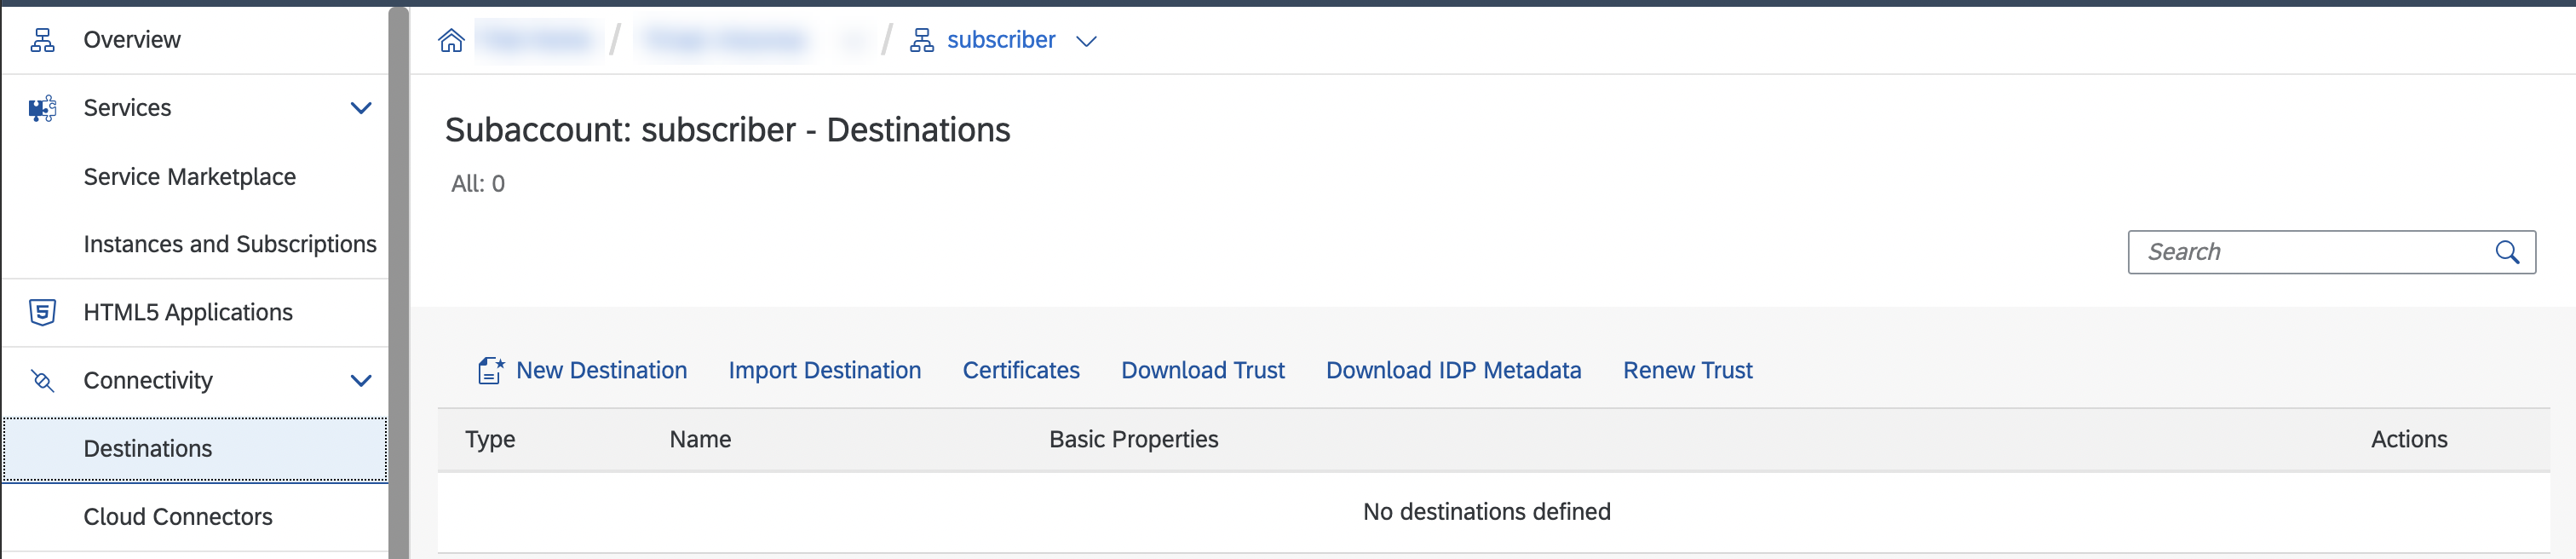 Overview
Services
Service Marketplace
Instances and Subscriptions
HTML5 Applications
Connectivity
Destinations
Cloud Connectors
/ / subscriber
Subaccount: subscriber - Destinations
All: 0
Search
New Destination Import Destination Certificates Download Trust Download IDP Metadata Renew Trust
Type Name Basic Properties Actions
No destinations defined